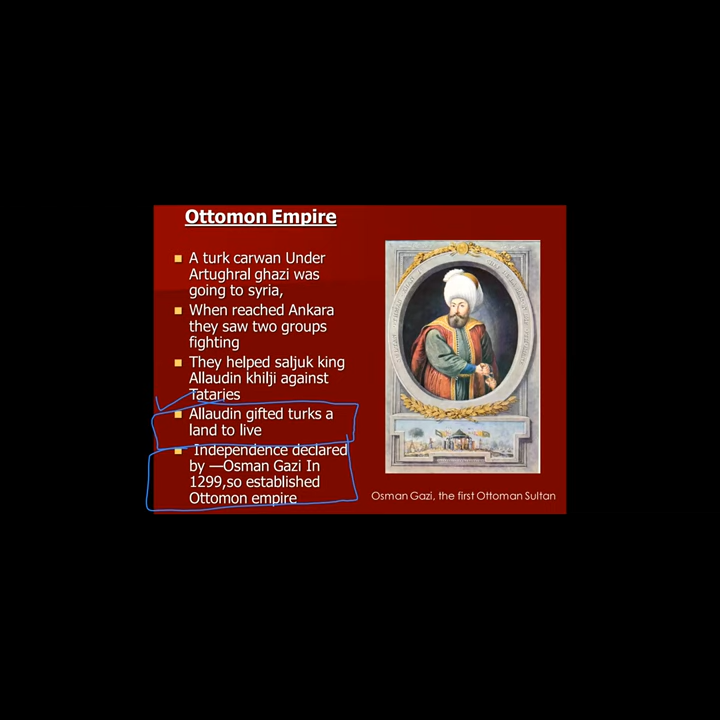 Ottomon Empire
A turk carwan Under
Artughral ghazi was
going to syria,
When reached Ankara
they saw two groups
fighting
They helped saljuk king
Allaudin khilji against
Tataries
Allaudin gifted turks a
land to live
Independence declared
by —Osman Gazi In
1299,so established
Ottomon empire
Osman Gazi, the first Ottoman Sultan